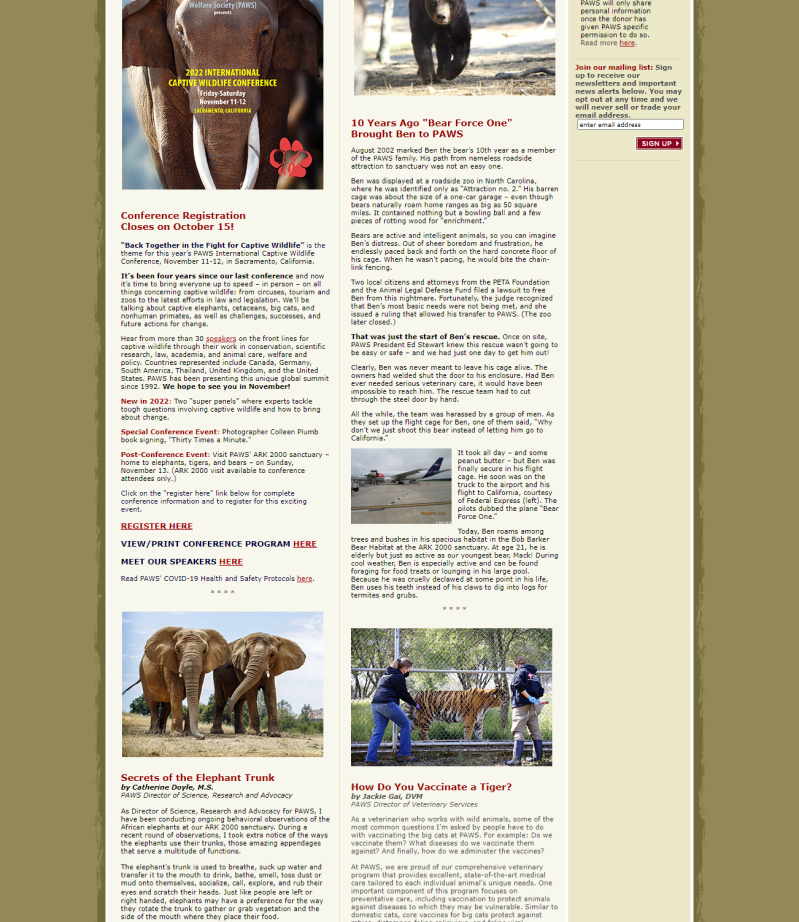 Welfare Society (PAWS)
presents
2022 INTERNATIONAL
CAPTIVE WILDLIFE CONFERENCE
Friday-Saturday
November 11-12
SACRAMENTO, CALIFORNIA
Conference Registration
Closes on October 15!
“Back Together in the Fight for Captive Wildlife” is the
theme for this year’s PAWS International Captive Wildlife
Conference, November 11-12, in Sacramento, California.
It’s been four years since our last conference and now
it’s time to bring everyone up to speed – in person – on all
things concerning captive wildlife: from circuses, tourism and
zoos to the latest efforts in law and legislation. We’ll be
talking about captive elephants, cetaceans, big cats, and
nonhuman primates, as well as challenges, successes, and
future actions for change.
Hear from more than 30 speakers on the front lines for
captive wildlife through their work in conservation, scientific
research, law, academia, and animal care, welfare and
policy. Countries represented include Canada, Germany,
South America, Thailand, United Kingdom, and the United
States. PAWS has been presenting this unique global summit
since 1992. We hope to see you in November!
New in 2022: Two “super panels” where experts tackle
tough questions involving captive wildlife and how to bring
about change.
Special Conference Event: Photographer Colleen Plumb
book signing, “Thirty Times a Minute.”
Post-Conference Event: Visit PAWS’ ARK 2000 sanctuary –
home to elephants, tigers, and bears – on Sunday,
November 13. (ARK 2000 visit available to conference
attendees only.)
Click on the "register here" link below for complete
conference information and to register for this exciting
event.
REGISTER HERE
VIEW/PRINT CONFERENCE PROGRAM HERE
MEET OUR SPEAKERS HERE
Read PAWS’ COVID-19 Health and Safety Protocols here.
* * * *
Secrets of the Elephant Trunk
by Catherine Doyle, M.S.
PAWS Director of Science, Research and Advocacy
As Director of Science, Research and Advocacy for PAWS, I
have been conducting ongoing behavioral observations of the
African elephants at our ARK 2000 sanctuary. During a
recent round of observations, I took extra notice of the ways
the elephants use their trunks, those amazing appendages
that serve a multitude of functions.
The elephant’s trunk is used to breathe, suck up water and
transfer it to the mouth to drink, bathe, smell, toss dust or
mud onto themselves, socialize, call, explore, and rub their
eyes and scratch their heads. Just like people are left or
right handed, elephants may have a preference for the way
they rotate the trunk to gather or grab vegetation and the
side of the mouth where they place their food.
10 Years Ago "Bear Force One"
Brought Ben to PAWS
August 2002 marked Ben the bear’s 10th year as a member
of the PAWS family. His path from nameless roadside
attraction to sanctuary was not an easy one.
Ben was displayed at a roadside zoo in North Carolina,
where he was identified only as “Attraction no. 2.” His barren
cage was about the size of a one-car garage – even though
bears naturally roam home ranges as big as 50 square
miles. It contained nothing but a bowling ball and a few
pieces of rotting wood for “enrichment.”
Bears are active and intelligent animals, so you can imagine
Ben’s distress. Out of sheer boredom and frustration, he
endlessly paced back and forth on the hard concrete floor of
his cage. When he wasn’t pacing, he would bite the chain-
link fencing.
Two local citizens and attorneys from the PETA Foundation
and the Animal Legal Defense Fund filed a lawsuit to free
Ben from this nightmare. Fortunately, the judge recognized
that Ben’s most basic needs were not being met, and she
issued a ruling that allowed his transfer to PAWS. (The zoo
later closed.)
That was just the start of Ben’s rescue. Once on site,
PAWS President Ed Stewart knew this rescue wasn’t going to
be easy or safe – and we had just one day to get him out!
Clearly, Ben was never meant to leave his cage alive. The
owners had welded shut the door to his enclosure. Had Ben
ever needed serious veterinary care, it would have been
impossible to reach him. The rescue team had to cut
through the steel door by hand.
All the while, the team was harassed by a group of men. As
they set up the flight cage for Ben, one of them said, “Why
don’t we just shoot this bear instead of letting him go to
California.”
It took all day – and some
peanut butter – but Ben was
finally secure in his flight
cage. He soon was on the
truck to the airport and his
flight to California, courtesy
of Federal Express (left). The
pilots dubbed the plane “Bear
Force One.”
Today, Ben roams among
trees and bushes in his spacious habitat in the Bob Barker
Bear Habitat at the ARK 2000 sanctuary. At age 21, he is
elderly but just as active as our youngest bear, Mack! During
cool weather, Ben is especially active and can be found
foraging for food treats or lounging in his large pool.
Because he was cruelly declawed at some point in his life,
Ben uses his teeth instead of his claws to dig into logs for
termites and grubs.
* * * *
How Do You Vaccinate a Tiger?
by Jackie Gai, DVM
PAWS Director of Veterinary Services
As a veterinarian who works with wild animals, some of the
most common questions I’m asked by people have to do
with vaccinating the big cats at PAWS. For example: Do we
vaccinate them? What diseases do we vaccinate them
against? And finally, how do we administer the vaccines?
At PAWS, we are proud of our comprehensive veterinary
program that provides excellent, state-of-the-art medical
care tailored to each individual animal’s unique needs. One
important component of this program focuses on
preventative care, including vaccination to protect animals
against diseases to which they may be vulnerable. Similar to
domestic cats, core vaccines for big cats protect against
PAWS will only share
personal information
once the donor has
given PAWS specific
permission to do so.
Read more here.
Join our mailing list: Sign
up to receive our
newsletters and important
news alerts below. You may
opt out at any time and we
will never sell or trade your
email address.
enter email address
SIGN UP